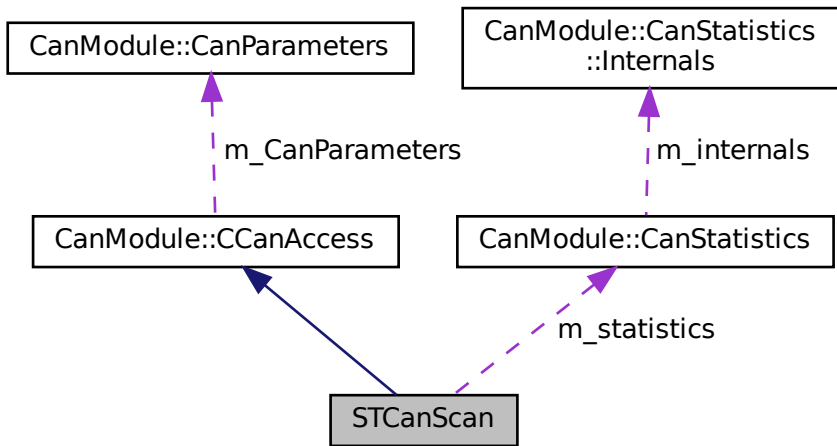 CanModule::CanParameters
CanModule::CanStatistics
::Internals
m_CanParameters
m_internals
CanModule::CCanAccess
CanModule::CanStatistics
m_statistics
STCanScan